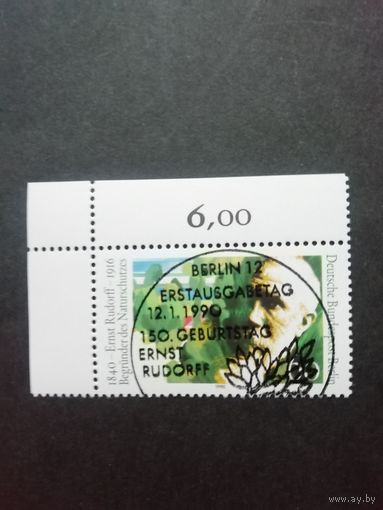 6,00
1840 – Ernst Rudorff 1916
Begründer des Naturschutzes
BERLIN 12
ERSTAUSGABETAG
12.1.1990
150. GEBURTSTAG
ERNST
RUDORFF
Deutsche Bundespost Berlin
www.ay.by